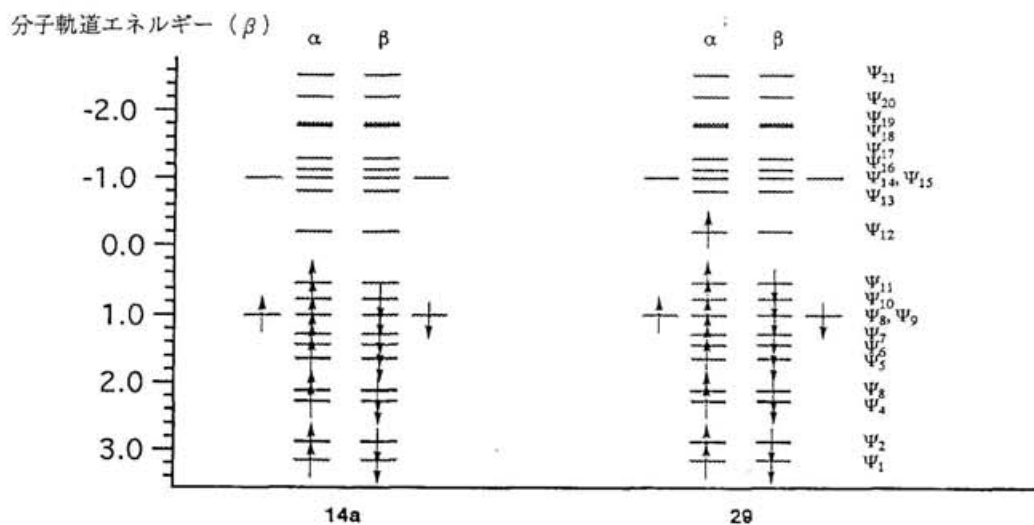 分子軌道エネルギー (β)
α β α β
-2.0
-1.0
0.0
1.0
2.0
3.0
Ψ21
Ψ20
Ψ19
Ψ18
Ψ17
Ψ16
Ψ14, Ψ15
Ψ13
Ψ12
Ψ11
Ψ10
Ψ8, Ψ9
Ψ7
Ψ6
Ψ5
Ψ8
Ψ4
Ψ2
Ψ1
14a 29